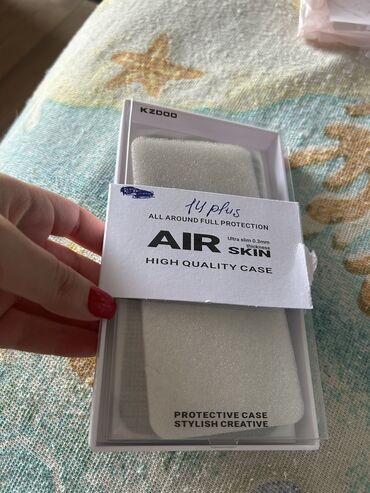 KZDOO
14 plus
ALL AROUND FULL PROTECTION
AIR SKIN
Ultra slim 0.3mm
thickness
HIGH QUALITY CASE
PROTECTIVE CASE
STYLISH CREATIVE